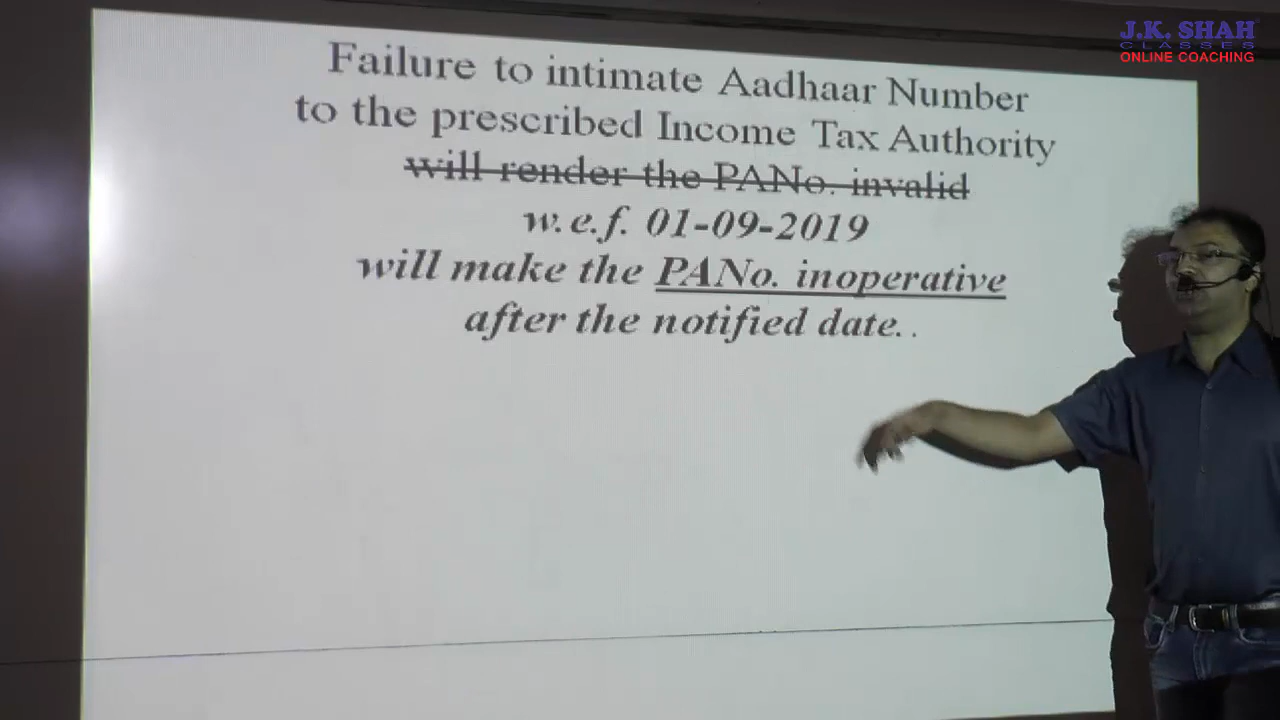 J.K. SHAH
CLASSES
ONLINE COACHING
Failure to intimate Aadhaar Number
to the prescribed Income Tax Authority
will render the PANo. invalid
w.e.f. 01-09-2019
will make the PANo. inoperative
after the notified date. .